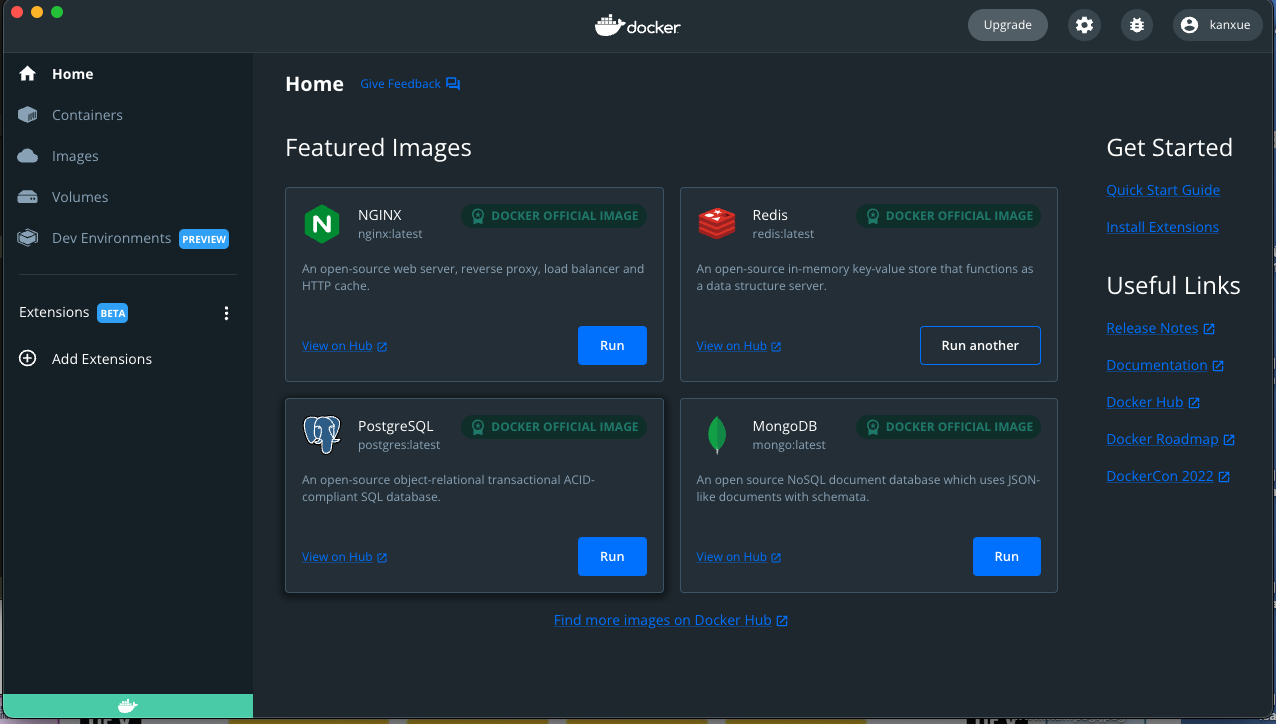 docker
Upgrade
kanxue
Home
Containers
Images
Volumes
Dev Environments PREVIEW
Extensions BETA
Add Extensions
Home Give Feedback
Featured Images
NGINX
nginx:latest
DOCKER OFFICIAL IMAGE
An open-source web server, reverse proxy, load balancer and
HTTP cache.
View on Hub
Run
Redis
redis:latest
DOCKER OFFICIAL IMAGE
An open-source in-memory key-value store that functions as
a data structure server.
View on Hub
Run another
PostgreSQL
postgres:latest
DOCKER OFFICIAL IMAGE
An open-source object-relational transactional ACID-
compliant SQL database.
View on Hub
Run
MongoDB
mongo:latest
DOCKER OFFICIAL IMAGE
An open source NoSQL document database which uses JSON-
like documents with schemata.
View on Hub
Run
Find more images on Docker Hub
Get Started
Quick Start Guide
Install Extensions
Useful Links
Release Notes
Documentation
Docker Hub
Docker Roadmap
DockerCon 2022